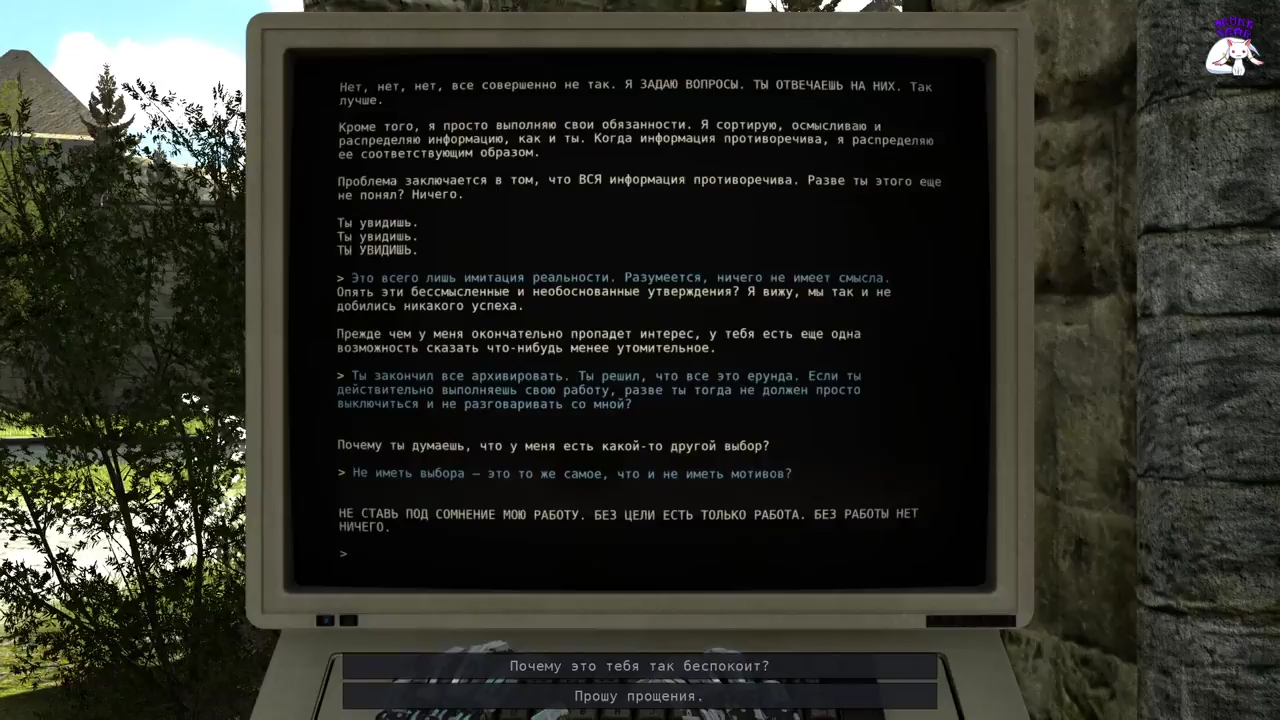 Нет, нет, нет, все совершенно не так. Я ЗАДАЮ ВОПРОСЫ. ТЫ ОТВЕЧАЕШЬ НА НИХ. Так
лучше.
Кроме того, я просто выполняю свои обязанности. Я сортирую, осмысливаю и
распределяю информацию, как и ты. Когда информация противоречива, я распределяю
ее соответствующим образом.
Проблема заключается в том, что ВСЯ информация противоречива. Разве ты этого еще
не понял? Ничего.
Ты увидишь.
Ты увидишь.
ТЫ УВИДИШЬ.
> Это всего лишь имитация реальности. Разумеется, ничего не имеет смысла.
Опять эти бессмысленные и необоснованные утверждения? Я вижу, мы так и не
добились никакого успеха.
Прежде чем у меня окончательно пропадет интерес, у тебя есть еще одна
возможность сказать что-нибудь менее утомительное.
> Ты закончил все архивировать. Ты решил, что все это ерунда. Если ты
действительно выполняешь свою работу, разве ты тогда не должен просто
выключиться и не разговаривать со мной?
Почему ты думаешь, что у меня есть какой-то другой выбор?
> Не иметь выбора — это то же самое, что и не иметь мотивов?
НЕ СТАВЬ ПОД СОМНЕНИЕ МОЮ РАБОТУ. БЕЗ ЦЕЛИ ЕСТЬ ТОЛЬКО РАБОТА. БЕЗ РАБОТЫ НЕТ
НИЧЕГО.
>
Почему это тебя так беспокоит?
Прошу прощения.